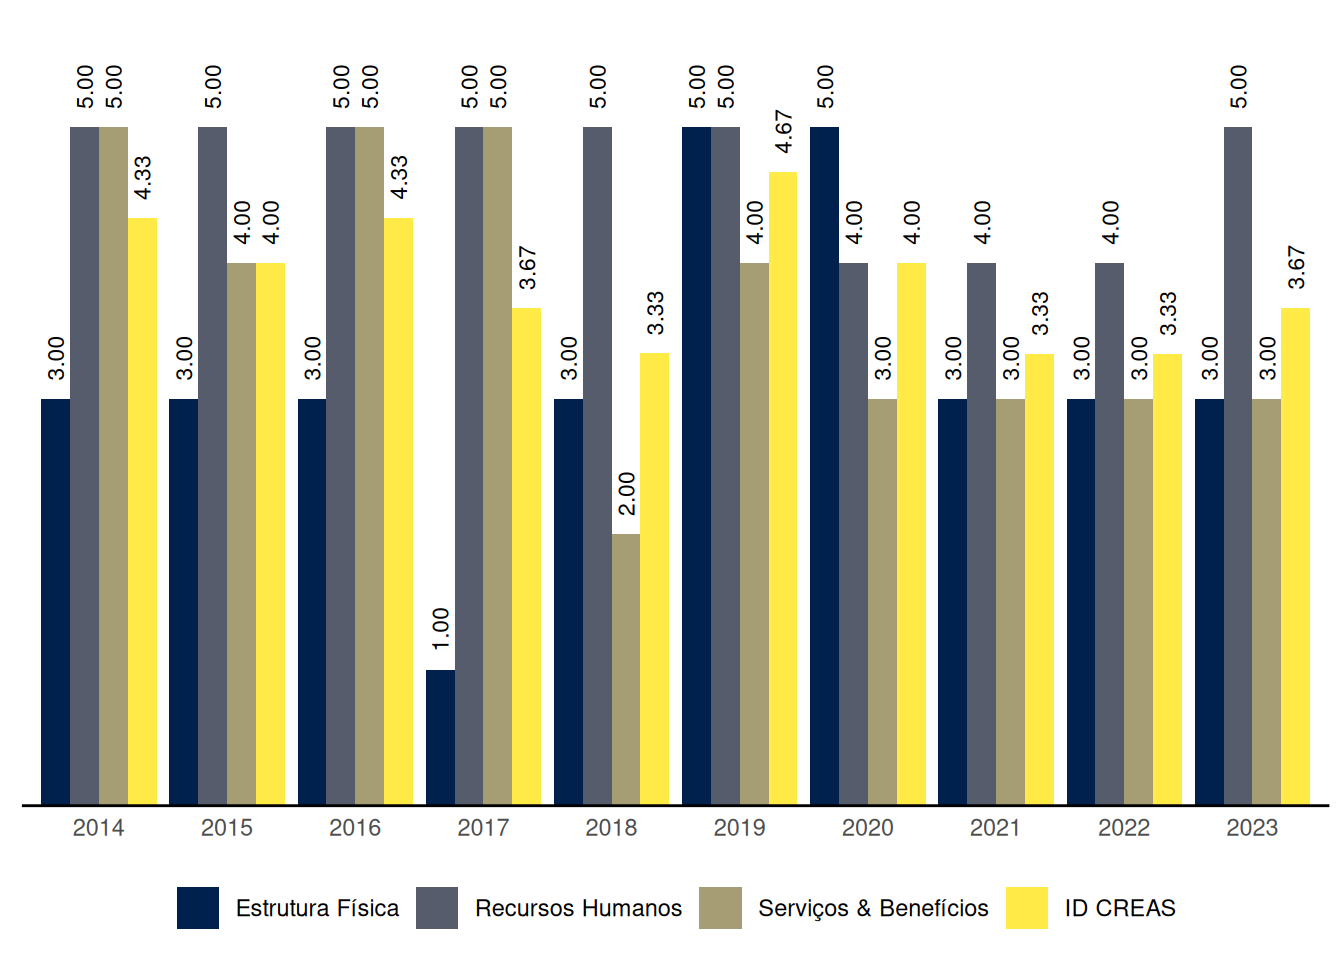 3.00 5.00 5.00 4.33
3.00 5.00 4.00 4.00
3.00 5.00 5.00 4.33
1.00 5.00 5.00 3.67
3.00 5.00 2.00 3.33
5.00 5.00 4.00 4.67
5.00 4.00 3.00 4.00
3.00 4.00 3.00 3.33
3.00 4.00 3.00 3.33
3.00 5.00 3.00 3.67
2014 2015 2016 2017 2018 2019 2020 2021 2022 2023
Estrutura Física Recursos Humanos Serviços & Benefícios ID CREAS